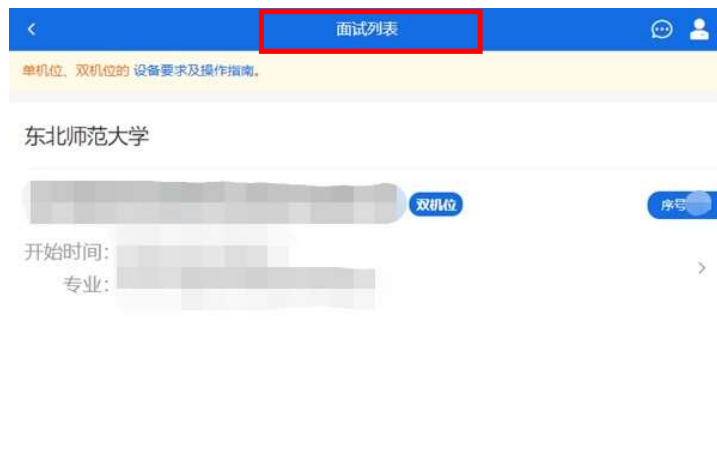 面试列表
单机位、双机位的 设备要求及操作指南。
东北师范大学
双机位
序号
开始时间：
专业：